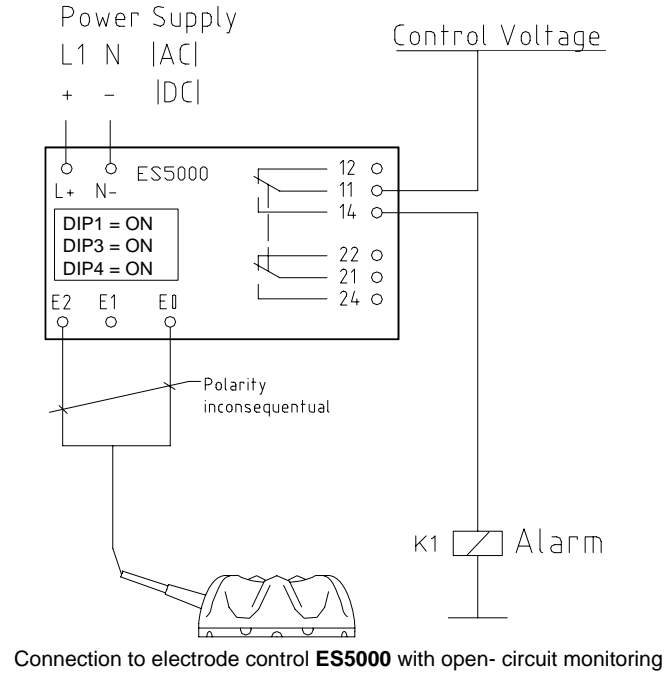 Power Supply
L1 N |AC|
+ - |DC|
Control Voltage
ES5000
L+ N-
DIP1 = ON
DIP3 = ON
DIP4 = ON
E2 E1 E0
12
11
14
22
21
24
Polarity
inconsequentual
K1 Alarm
Connection to electrode control ES5000 with open- circuit monitoring